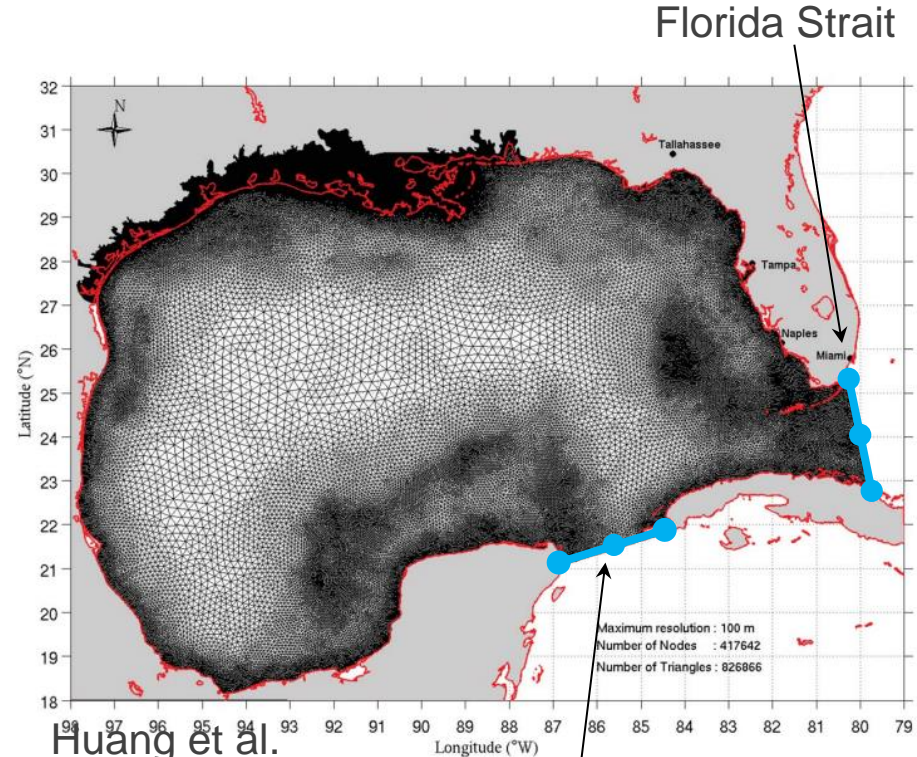 Florida Strait
32
31
30
29
28
27
26
25
24
23
22
21
20
19
18
N
Tallahassee
Tampa
Naples
Miami
Latitude (°N)
Maximum resolution : 100 m
Number of Nodes : 417642
Number of Triangles : 826866
98 97 96 95 94 93 92 91 90 89 88 87 86 85 84 83 82 81 80 79
Huang et al.
Longitude (°W)